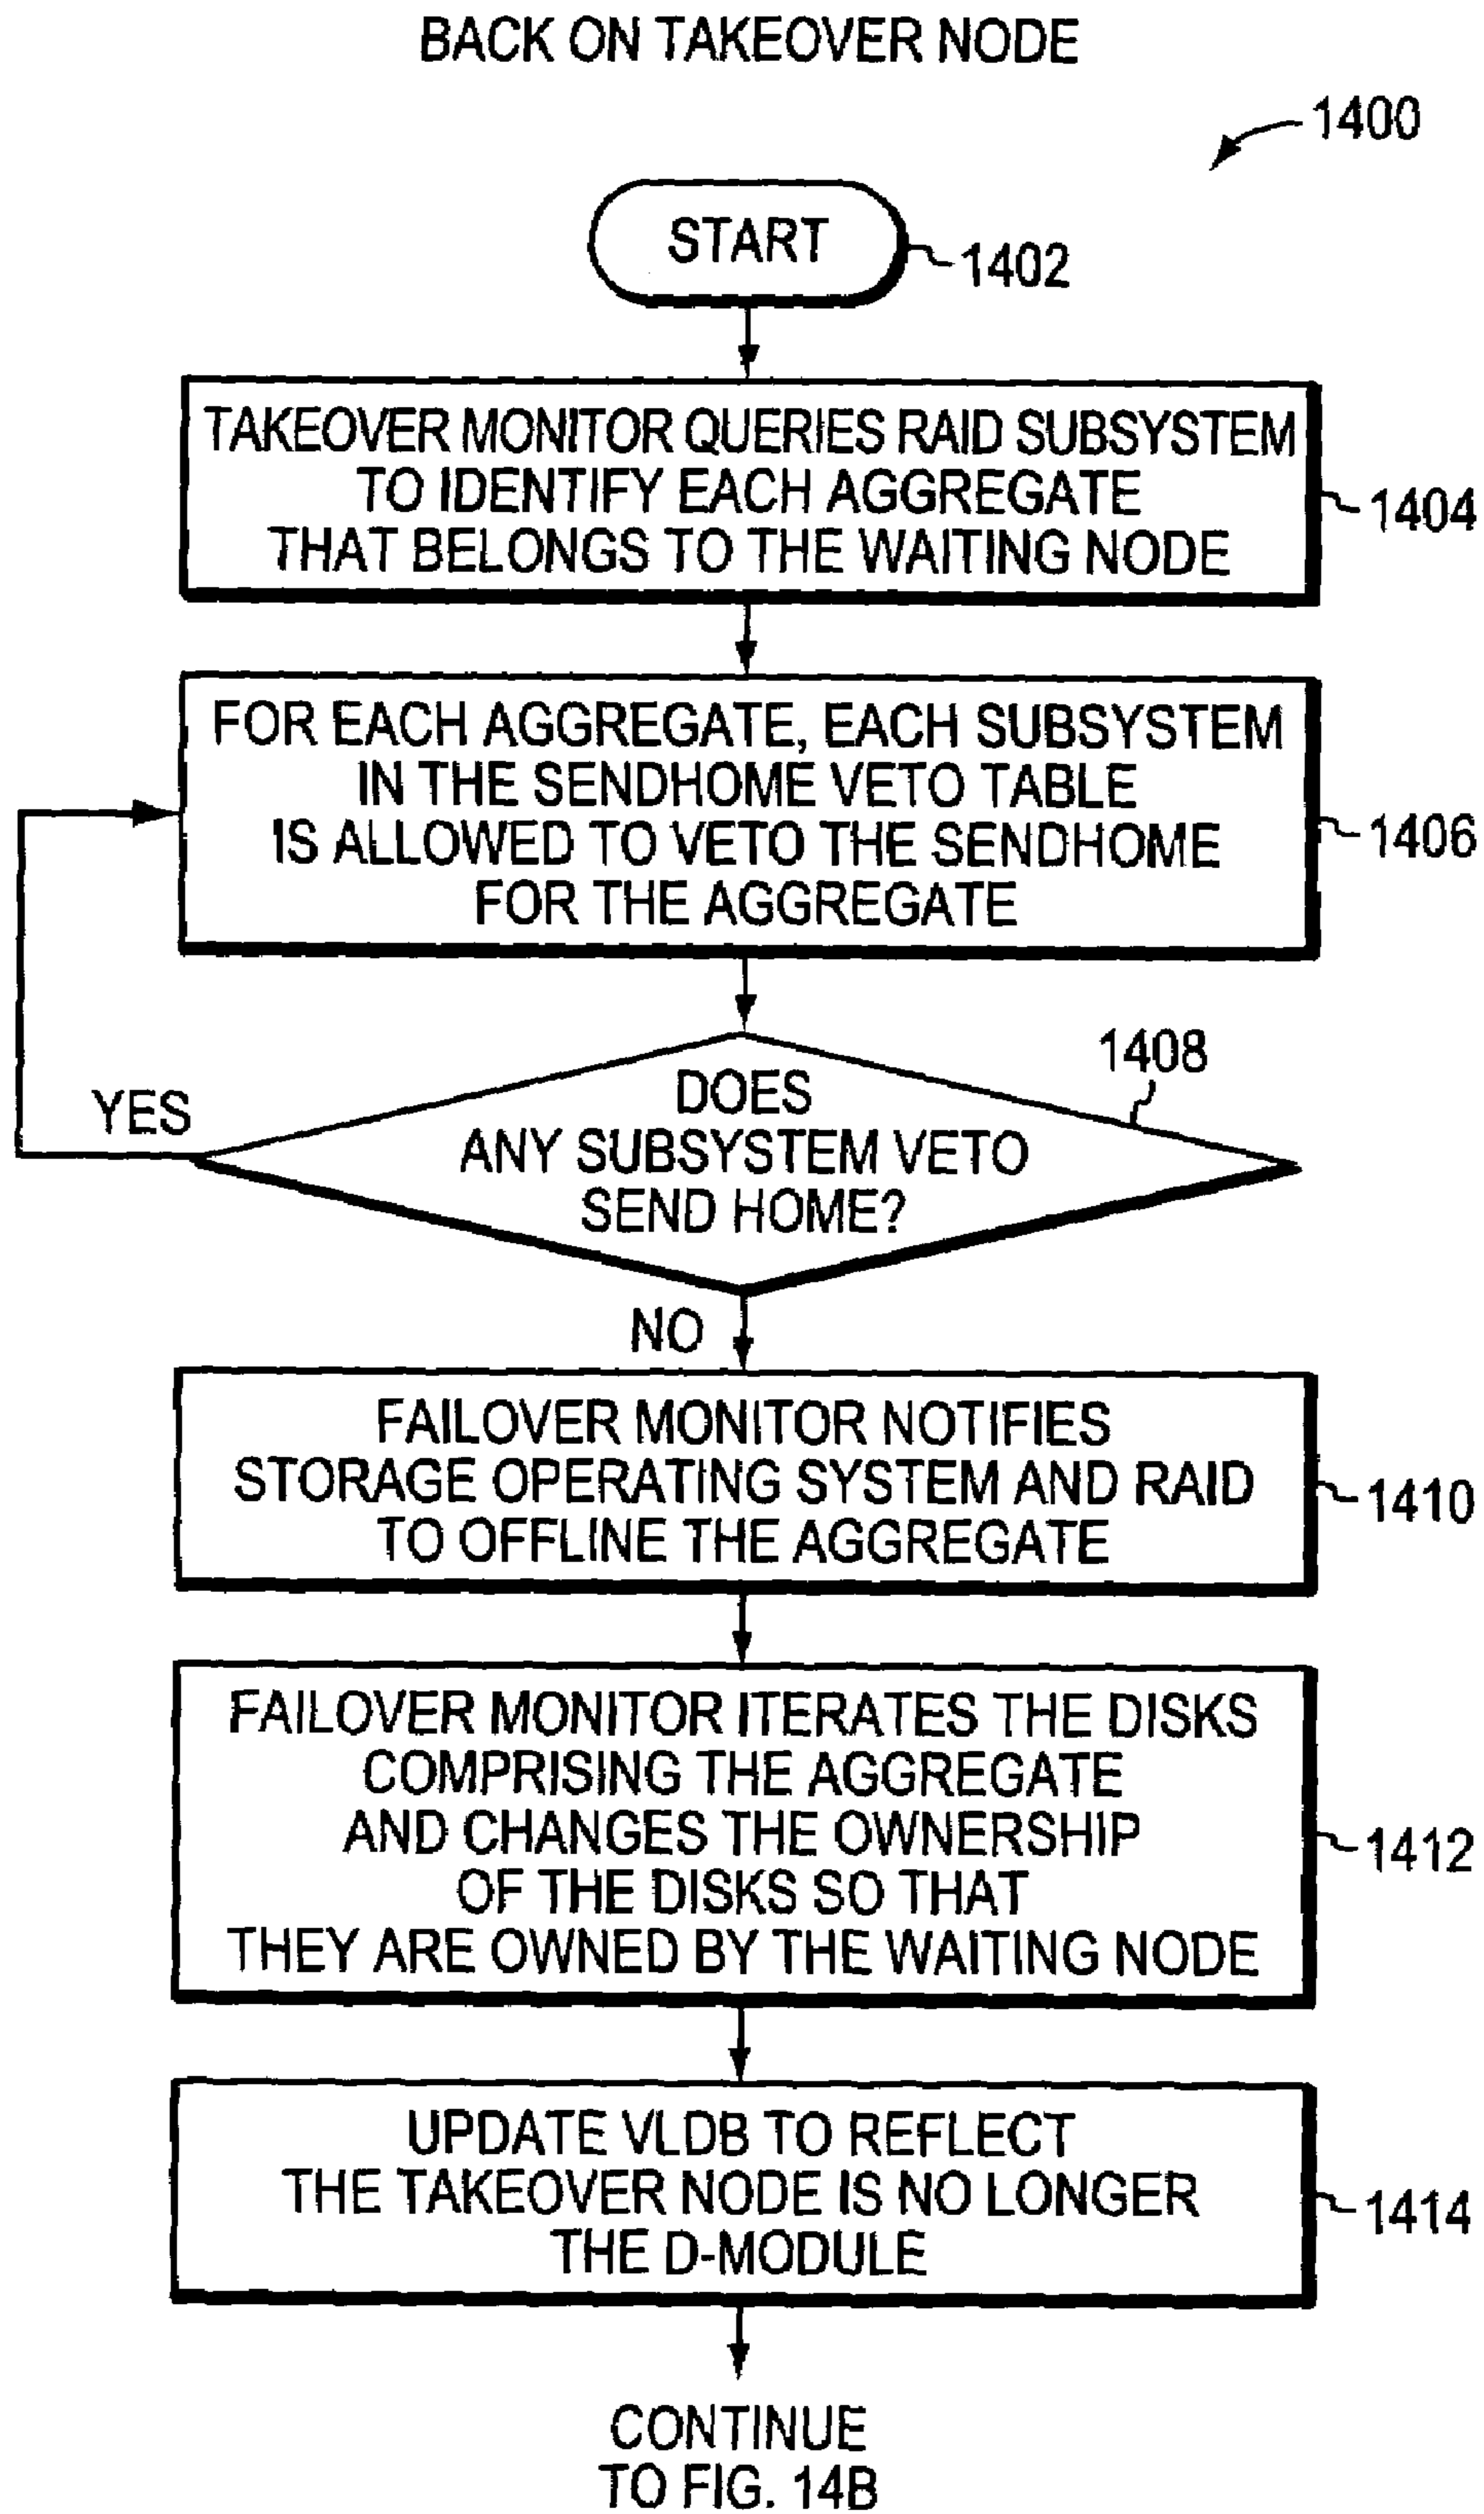 BACK ON TAKEOVER NODE
1400
START
1402
TAKEOVER MONITOR QUERIES RAID SUBSYSTEM
TO IDENTIFY EACH AGGREGATE
THAT BELONGS TO THE WAITING NODE
1404
FOR EACH AGGREGATE, EACH SUBSYSTEM
IN THE SENDHOME VETO TABLE
IS ALLOWED TO VETO THE SENDHOME
FOR THE AGGREGATE
1406
1408
YES
DOES
ANY SUBSYSTEM VETO
SEND HOME?
NO
FAILOVER MONITOR NOTIFIES
STORAGE OPERATING SYSTEM AND RAID
TO OFFLINE THE AGGREGATE
1410
FAILOVER MONITOR ITERATES THE DISKS
COMPRISING THE AGGREGATE
AND CHANGES THE OWNERSHIP
OF THE DISKS SO THAT
THEY ARE OWNED BY THE WAITING NODE
1412
UPDATE VLDB TO REFLECT
THE TAKEOVER NODE IS NO LONGER
THE D-MODULE
1414
CONTINUE
TO FIG. 14B